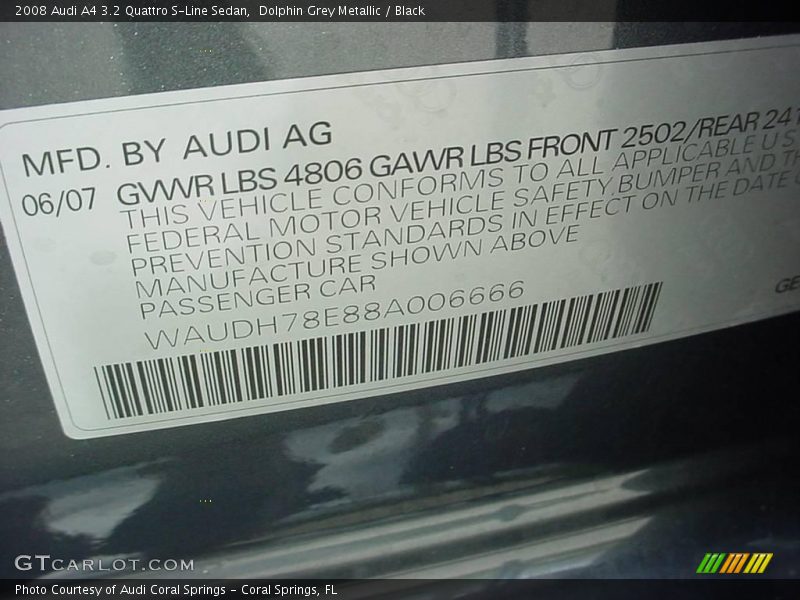 2008 Audi A4 3.2 Quattro S-Line Sedan, Dolphin Grey Metallic / Black
MFD. BY AUDI AG
06/07 GVWR LBS 4806 GAWR LBS FRONT 2502/REAR 241
THIS VEHICLE CONFORMS TO ALL APPLICABLE U S
FEDERAL MOTOR VEHICLE SAFETY, BUMPER AND TH
PREVENTION STANDARDS IN EFFECT ON THE DATE O
MANUFACTURE SHOWN ABOVE
PASSENGER CAR
GE
WAUDH78E88A006666
GTCARLOT.COM
Photo Courtesy of Audi Coral Springs - Coral Springs, FL